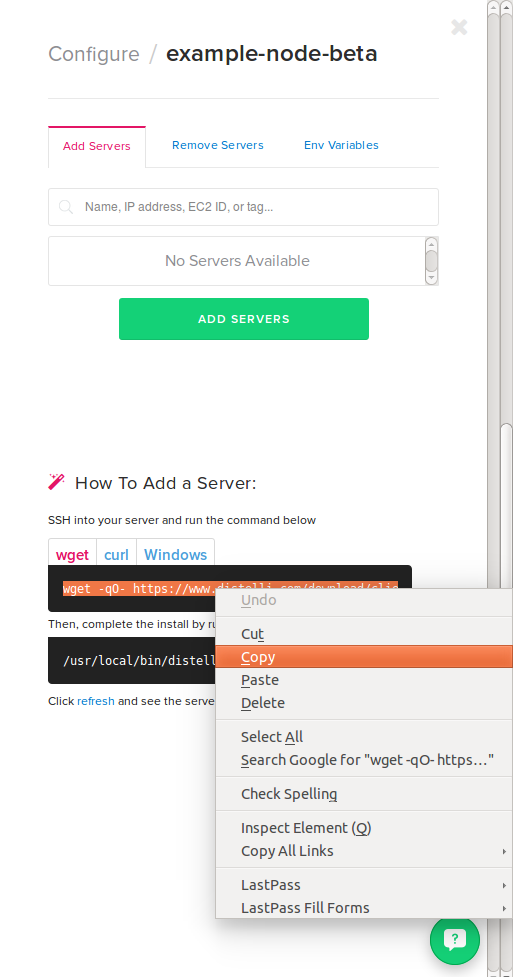 Configure / example-node-beta
Add Servers Remove Servers Env Variables
Name, IP address, EC2 ID, or tag...
No Servers Available
ADD SERVERS
How To Add a Server:
SSH into your server and run the command below
wget curl Windows
wget -qO- https://www.distelli.com/download/clie
Then, complete the install by ru
/usr/local/bin/distell
Click refresh and see the serve
Undo
Cut
Copy
Paste
Delete
Select All
Search Google for "wget -qO- https…"
Check Spelling
Inspect Element (Q)
Copy All Links
LastPass
LastPass Fill Forms
?